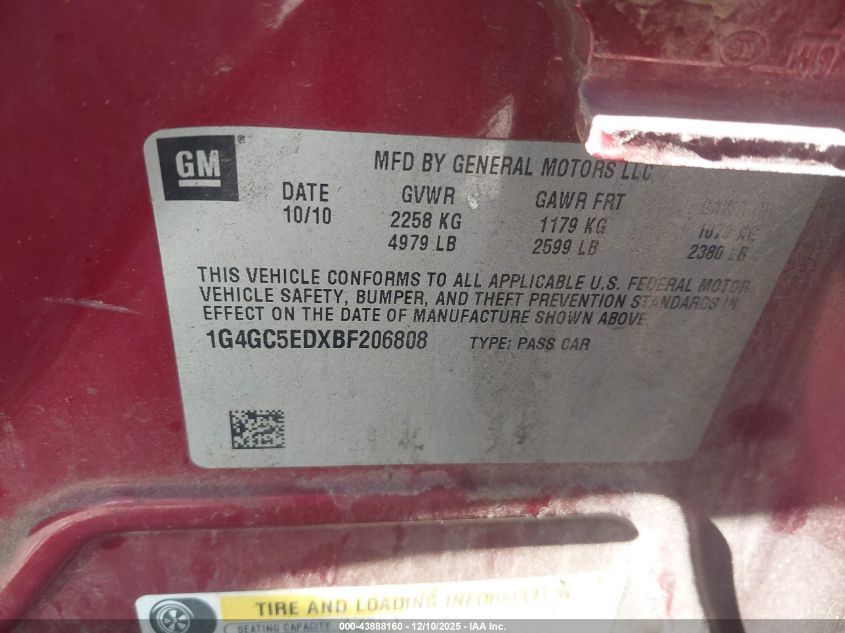 GM
MFD BY GENERAL MOTORS LLC
DATE GVWR GAWR FRT
10/10 2258 KG 1179 KG
4979 LB 2599 LB 2380 LB
THIS VEHICLE CONFORMS TO ALL APPLICABLE U.S. FEDERAL MOTOR
VEHICLE SAFETY, BUMPER, AND THEFT PREVENTION STANDARDS IN
EFFECT ON THE DATE OF MANUFACTURE SHOWN ABOVE
1G4GC5EDXBF206808 TYPE: PASS CAR
TIRE AND LOADING INFORMATION
SEATING CAPACITY
000-43888160 - 12/10/2025 - IAA Inc.